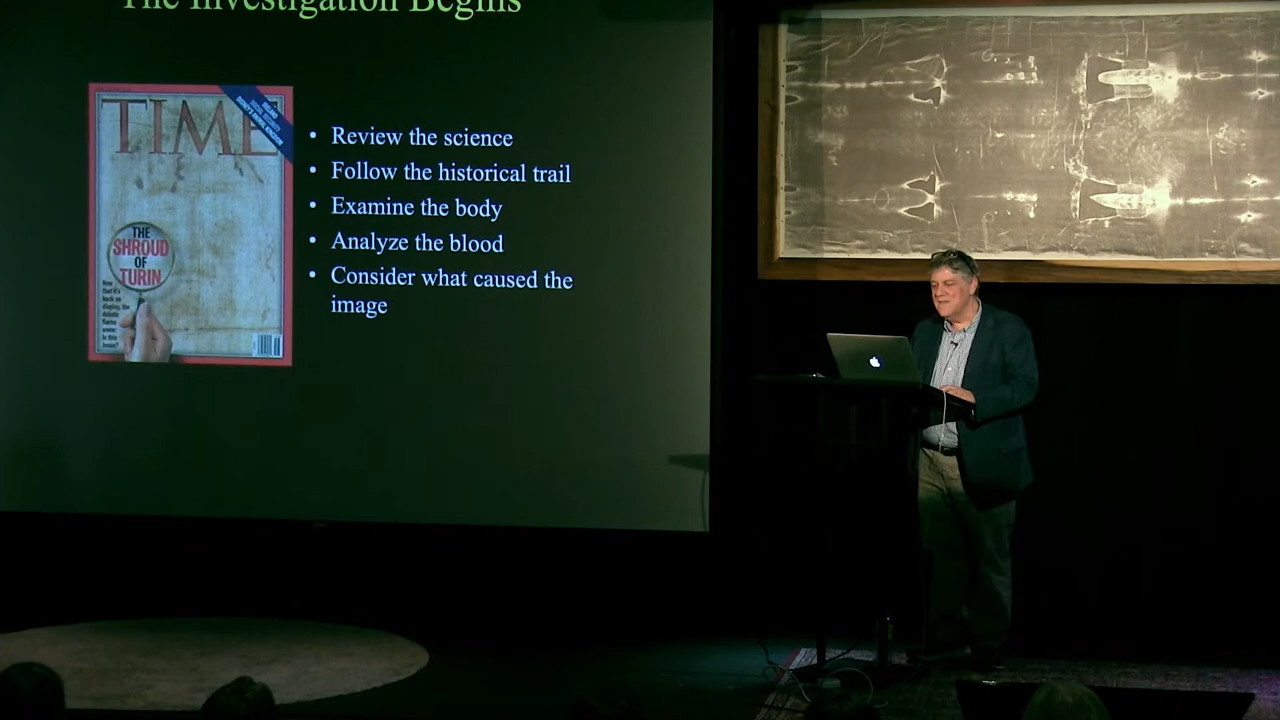 The Investigation Begins
TIME
THE
SHROUD
OF
TURIN
• Review the science
• Follow the historical trail
• Examine the body
• Analyze the blood
• Consider what caused the
image